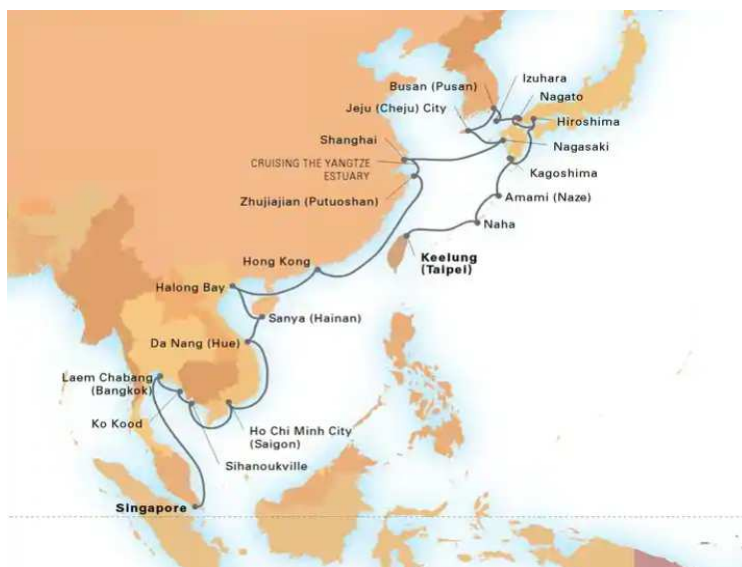 Izuhara
Busan (Pusan)
Nagato
Jeju (Cheju) City
Hiroshima
Shanghai
Nagasaki
CRUISING THE YANGTZE
ESTUARY
Kagoshima
Zhujiajian (Putuoshan)
Amami (Naze)
Naha
Keelung
(Taipei)
Hong Kong
Halong Bay
Sanya (Hainan)
Da Nang (Hue)
Laem Chabang
(Bangkok)
Ko Kood
Ho Chi Minh City
(Saigon)
Sihanoukville
Singapore